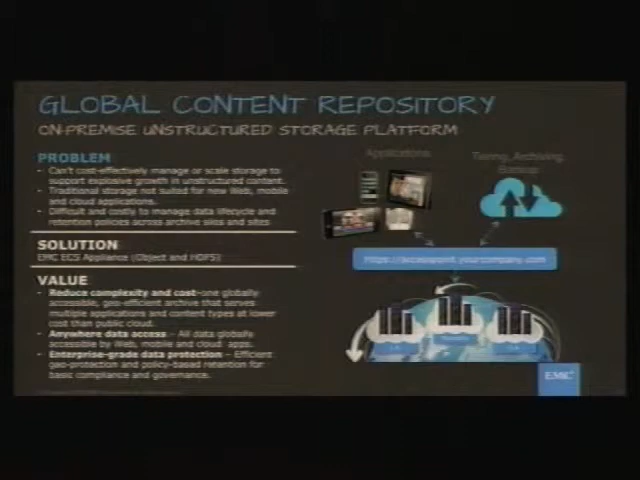 GLOBAL CONTENT REPOSITORY
ON-PREMISE UNSTRUCTURED STORAGE PLATFORM
PROBLEM
• Can't cost-effectively manage or scale storage to
support explosive growth in unstructured content.
• Traditional storage not suited for new Web, mobile
and cloud applications.
• Difficult and costly to manage data lifecycle and
retention policies across archive silos and sites
SOLUTION
EMC ECS Appliance (Object and HDFS)
VALUE
• Reduce complexity and cost–one globally
accessible, geo-efficient archive that serves
multiple applications and content types at lower
cost than public cloud.
• Anywhere data access – All data globally
accessible by Web, mobile and cloud apps.
• Enterprise-grade data protection – Efficient
geo-protection and policy-based retention for
basic compliance and governance.
Applications
Tiering, Archiving,
https://accesspoint.yourcompany.com
EMC